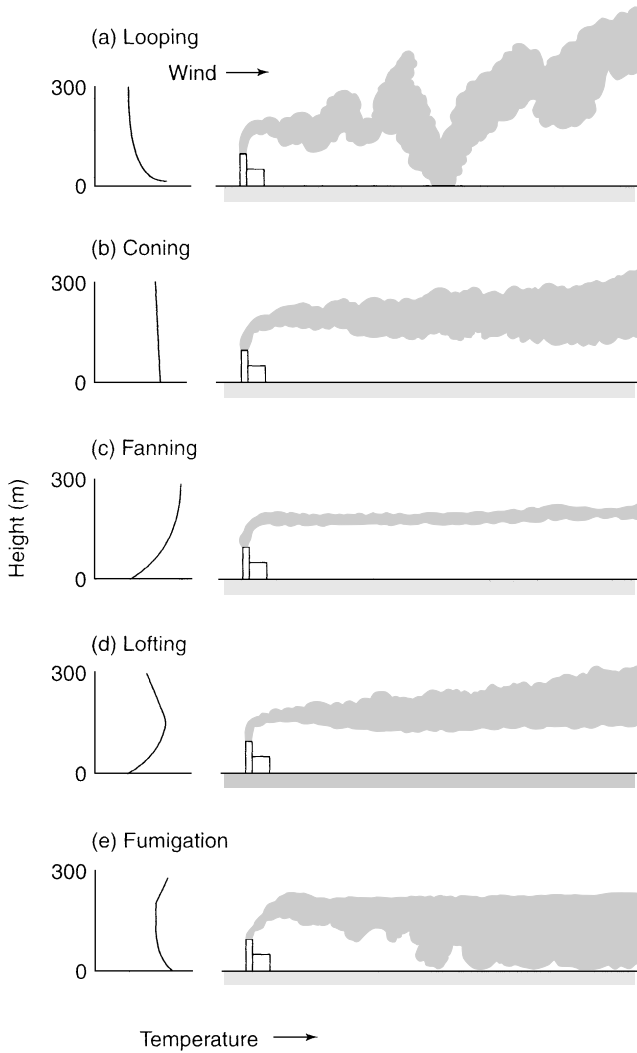 (a) Looping
Wind
300
0
(b) Coning
300
0
(c) Fanning
300
0
Height (m)
(d) Lofting
300
0
(e) Fumigation
300
0
Temperature